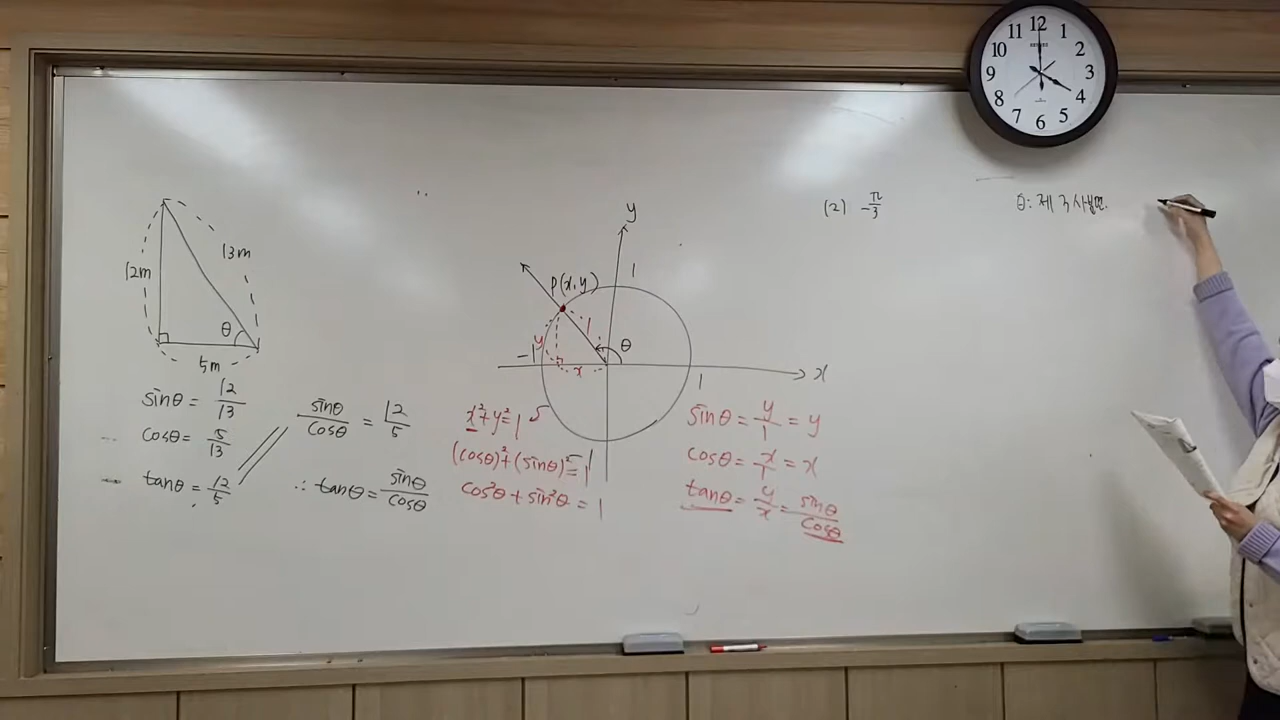 12m
13m
θ
5m
sinθ = 12/13
cosθ = 5/13
tanθ = 12/5
sinθ/cosθ = 12/5
∴ tanθ = sinθ/cosθ
y
P(x, y)
1
1
θ
y
-1
x
x
1
-1
x²+y²=1
(cosθ)²+(sinθ)²=1
cos²θ + sin²θ = 1
sinθ = y/1 = y
cosθ = x/1 = x
tanθ = y/x = sinθ/cosθ
(2) -π/3
θ: 제 3 사분면.
12
1
2
3
4
5
6
7
8
9
10
11